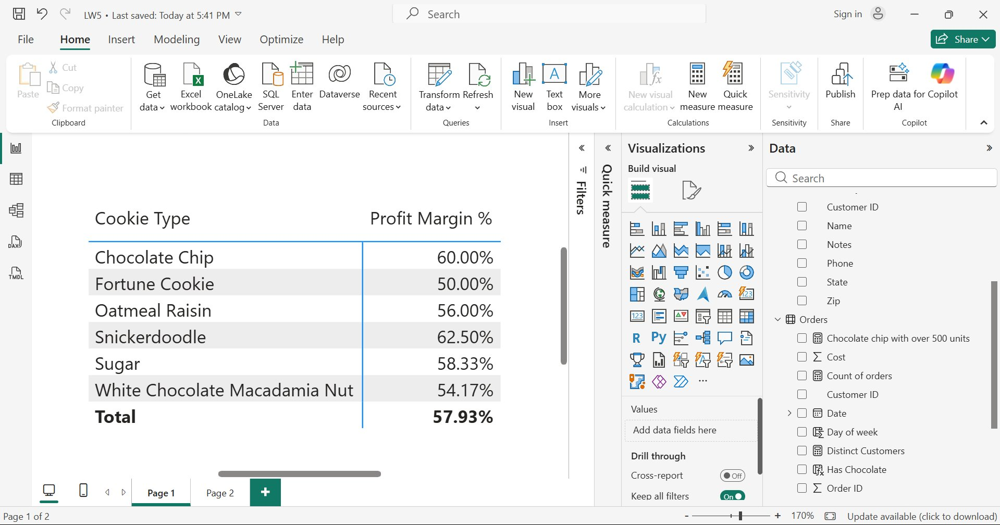 LW5 • Last saved: Today at 5:41 PM
Search
Sign in
File
Home
Insert
Modeling
View
Optimize
Help
Share
Paste
Cut
Copy
Format painter
Clipboard
Get data
Excel workbook
OneLake catalog
SQL Server
Enter data
Dataverse
Recent sources
Data
Transform data
Refresh
Queries
New visual
Text box
More visuals
Insert
New visual calculation
New measure
Quick measure
Calculations
Sensitivity
Sensitivity
Publish
Share
Prep data for AI
Copilot
Copilot
DAX
TMDL
Cookie Type Profit Margin %
Chocolate Chip 60.00%
Fortune Cookie 50.00%
Oatmeal Raisin 56.00%
Snickerdoodle 62.50%
Sugar 58.33%
White Chocolate Macadamia Nut 54.17%
Total 57.93%
Filters
Quick measure
Visualizations
Build visual
123
123
R
Py
Values
Add data fields here
Drill through
Cross-report Off
Keep all filters On
Data
Search
Customer ID
Name
Notes
Phone
State
Zip
Orders
Chocolate chip with over 500 units
Cost
Count of orders
Customer ID
Date
Day of week
Distinct Customers
Has Chocolate
Order ID
Page 1
Page 2
Page 1 of 2
170%
Update available (click to download)